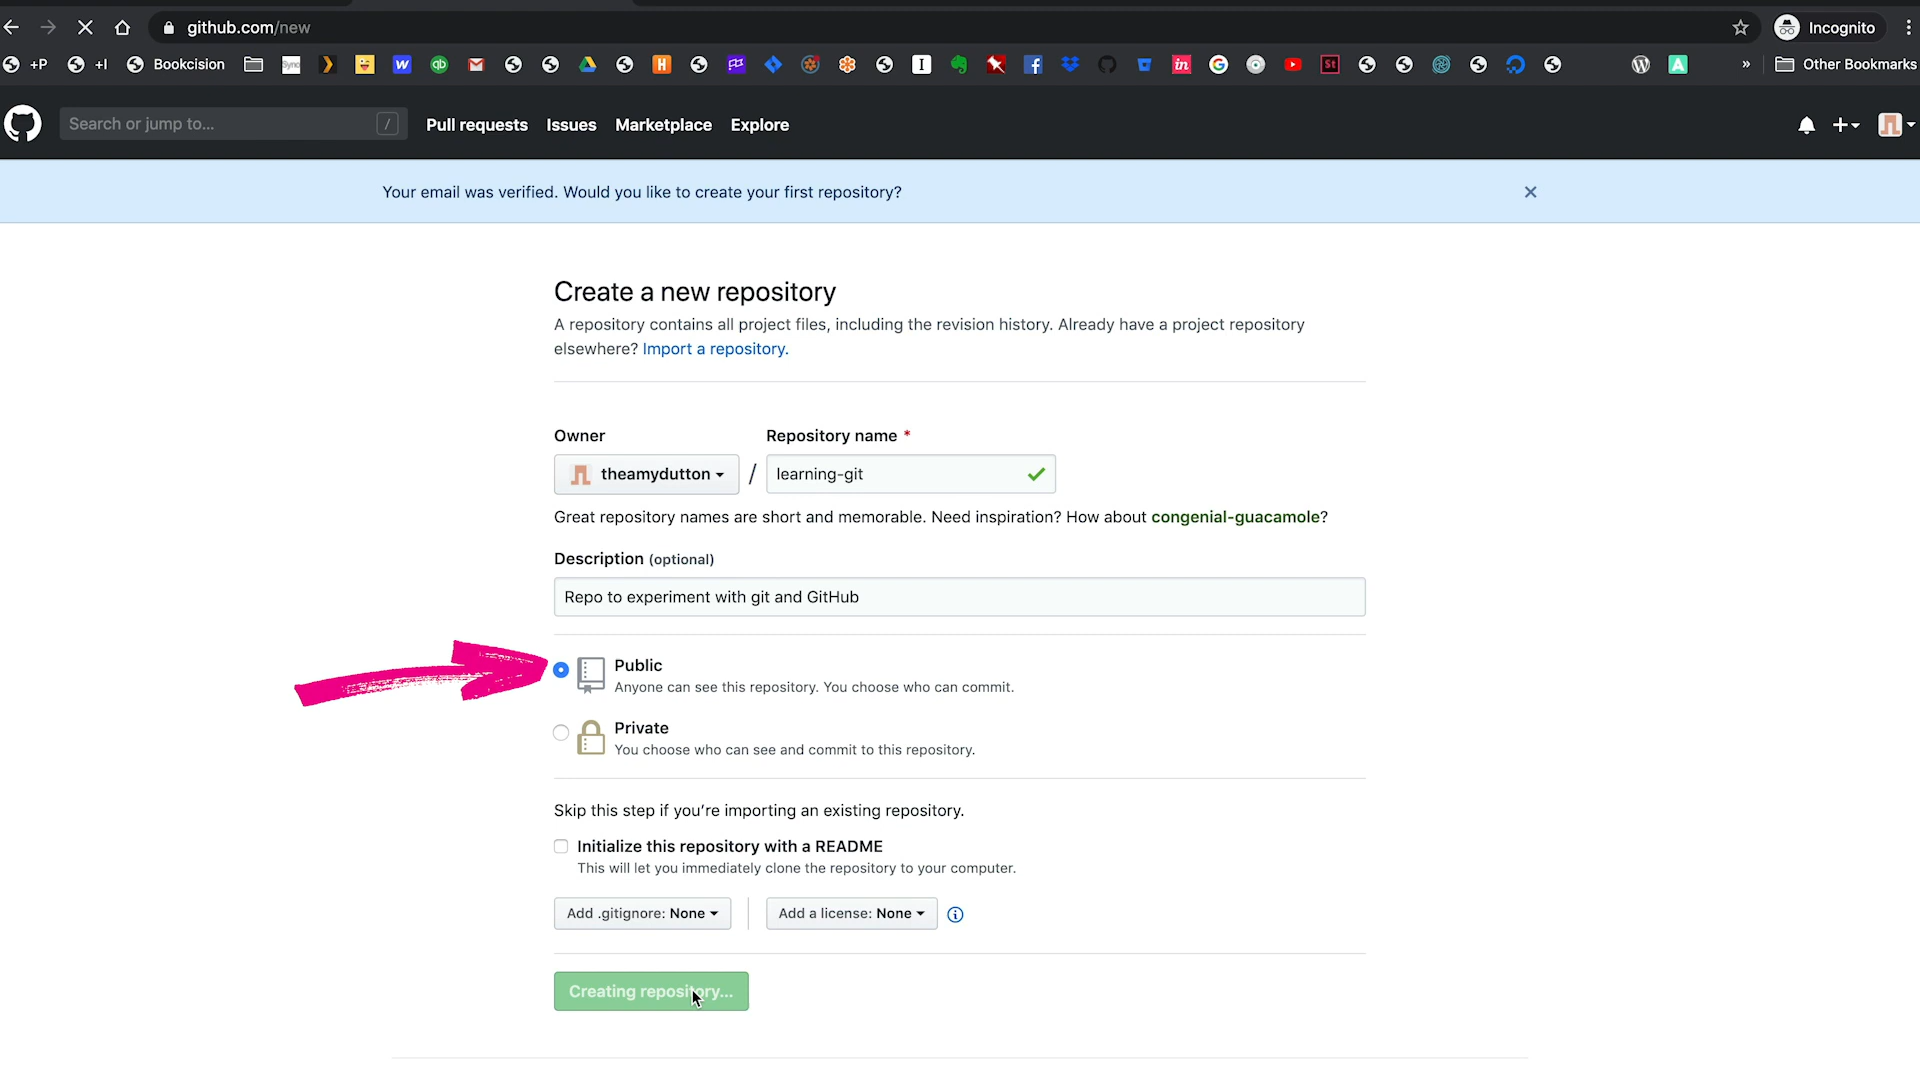 github.com/new
Incognito
+P
+I
Bookcision
Other Bookmarks
Search or jump to...
/
Pull requests
Issues
Marketplace
Explore
Your email was verified. Would you like to create your first repository?
Create a new repository
A repository contains all project files, including the revision history. Already have a project repository
elsewhere? Import a repository.
Owner
Repository name *
theamydutton
/
learning-git
Great repository names are short and memorable. Need inspiration? How about congenial-guacamole?
Description (optional)
Repo to experiment with git and GitHub
Public
Anyone can see this repository. You choose who can commit.
Private
You choose who can see and commit to this repository.
Skip this step if you're importing an existing repository.
Initialize this repository with a README
This will let you immediately clone the repository to your computer.
Add .gitignore: None
Add a license: None
Creating repository...